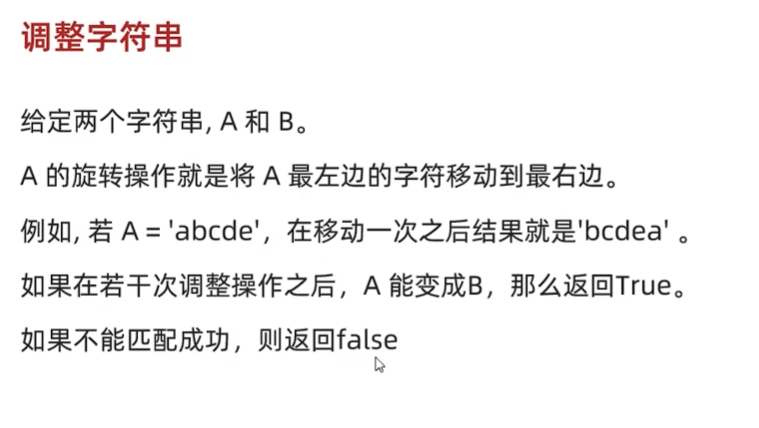 调整字符串
给定两个字符串, A 和 B。
A 的旋转操作就是将 A 最左边的字符移动到最右边。
例如, 若 A = 'abcde'，在移动一次之后结果就是'bcdea' 。
如果在若干次调整操作之后，A 能变成B，那么返回True。
如果不能匹配成功，则返回false